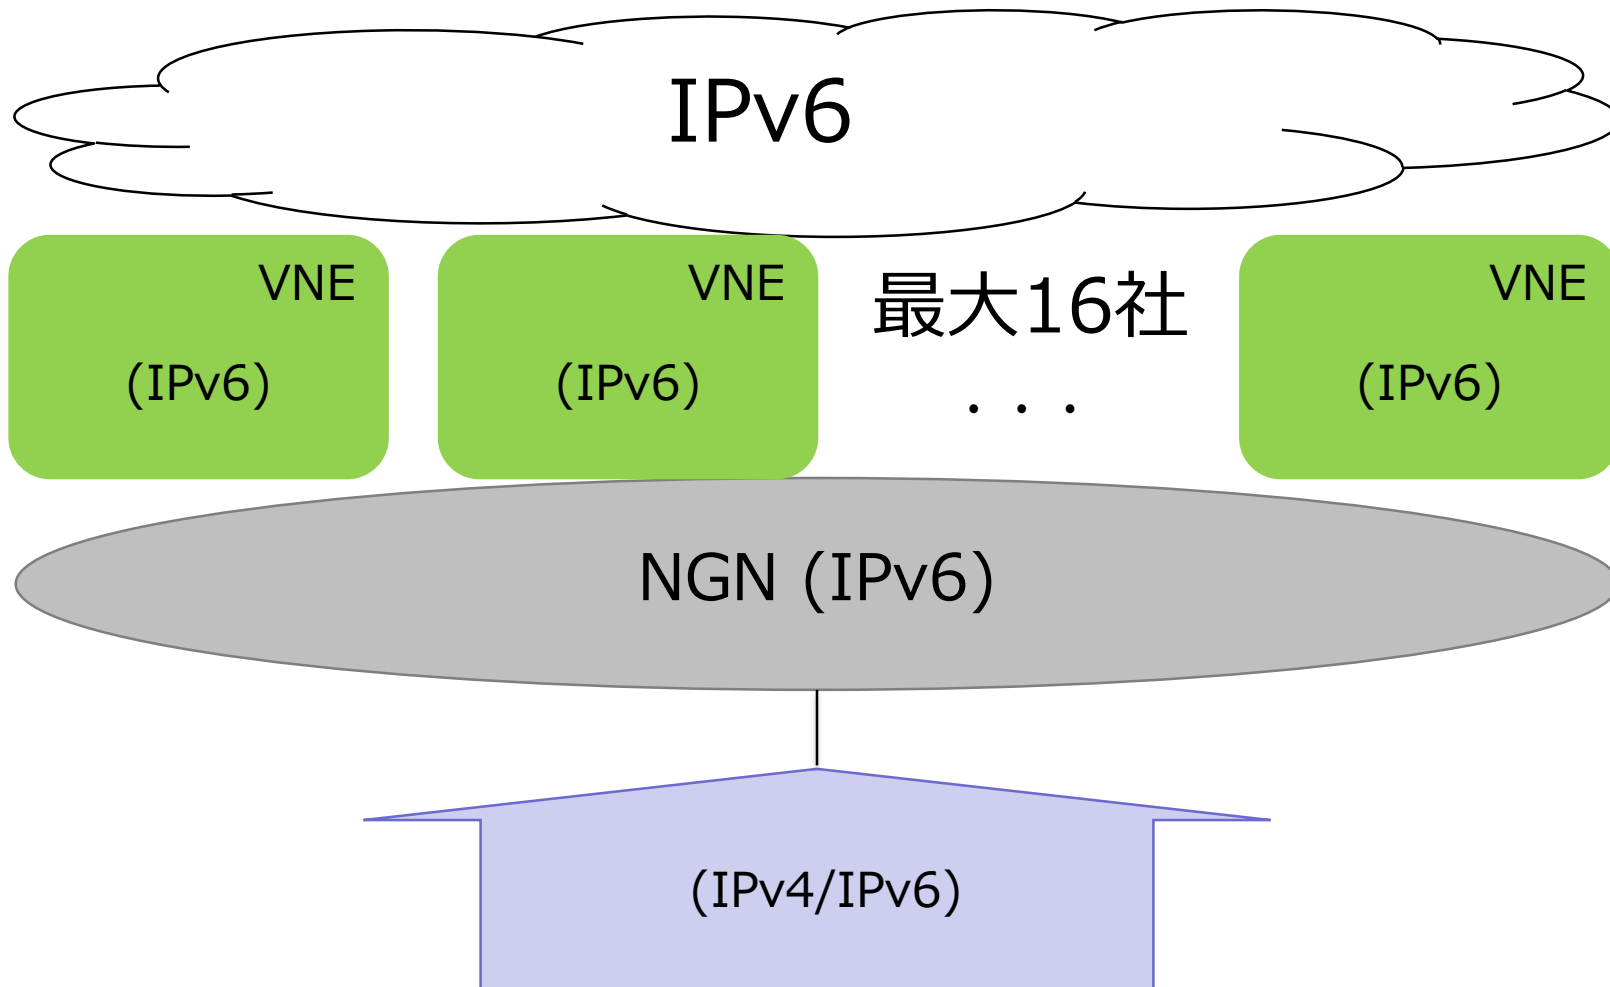 IPv6
VNE
(IPv6)
VNE
(IPv6)
最大16社
・・・
VNE
(IPv6)
NGN (IPv6)
(IPv4/IPv6)